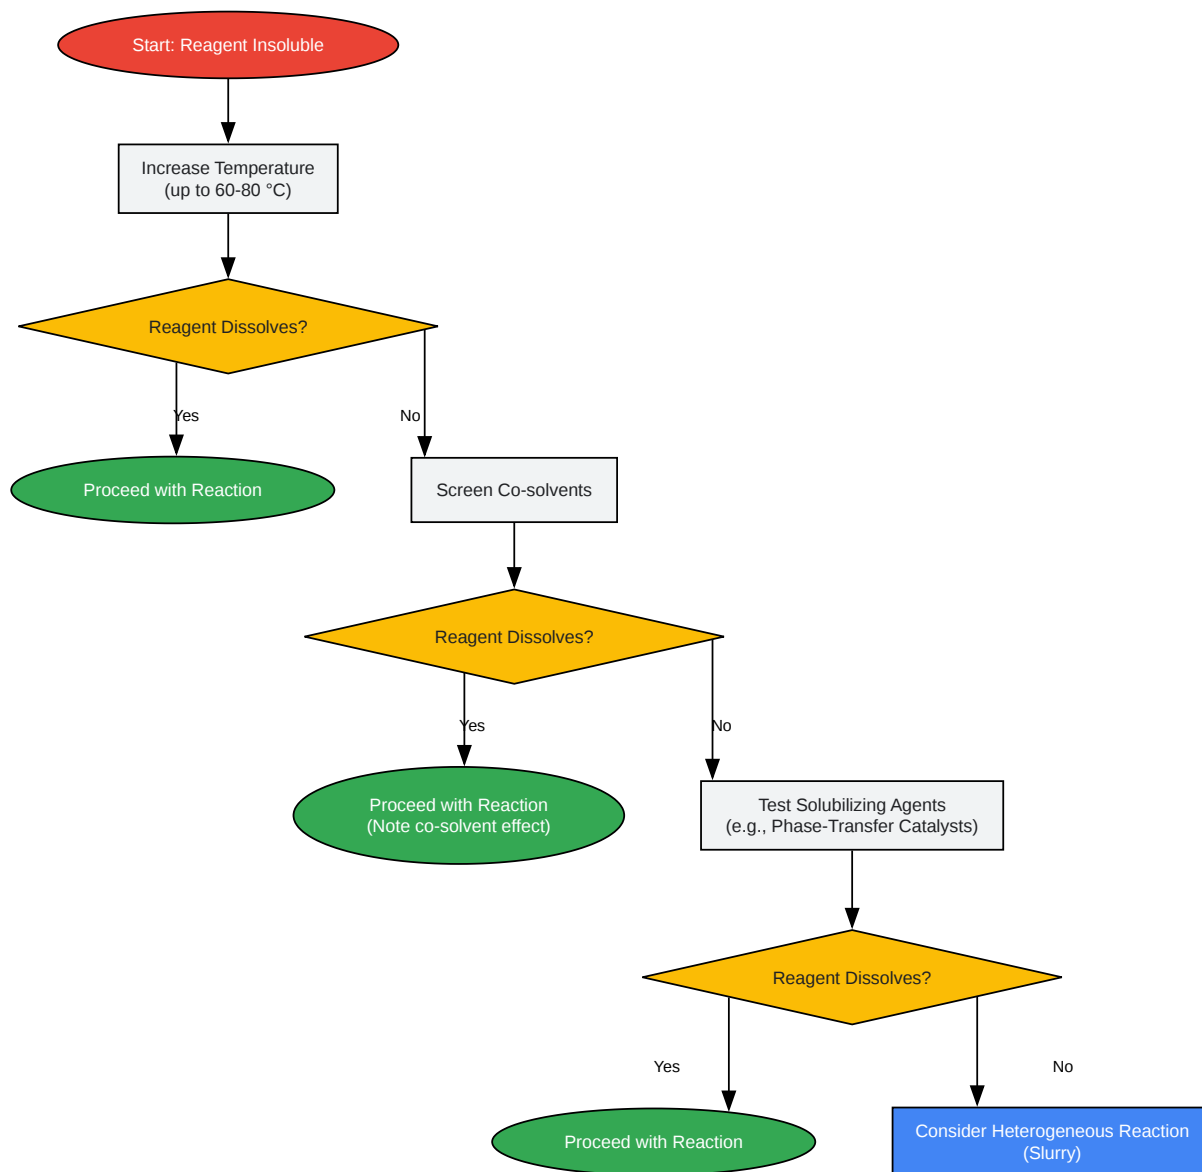 Start: Reagent Insoluble
Increase Temperature
(up to 60-80 °C)
Reagent Dissolves?
Yes
No
Proceed with Reaction
Screen Co-solvents
Reagent Dissolves?
Yes
No
Proceed with Reaction
(Note co-solvent effect)
Test Solubilizing Agents
(e.g., Phase-Transfer Catalysts)
Reagent Dissolves?
Yes
No
Proceed with Reaction
Consider Heterogeneous Reaction
(Slurry)